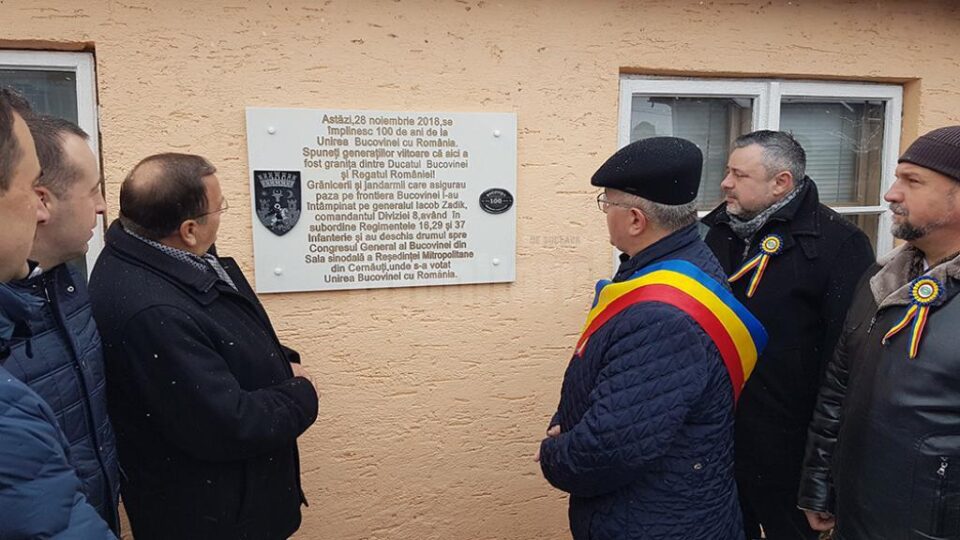 Astăzi,28 noiembrie 2018,se
împlinesc 100 de ani de la
Unirea Bucovinei cu România.
Spuneți generațiilor viitoare că aici a
fost granița dintre Ducatul Bucovinei
și Regatul României!
Grănicerii și jandarmii care asigurau
paza pe frontiera Bucovinei l-au
întâmpinat pe generalul Iacob Zadik,
comandantul Diviziei 8,având în
subordine Regimentele 16,29 și 37
Infanterie și au deschis drumul spre
Congresul General al Bucovinei din
Sala sinodală a Reședinței Mitropolitane
din Cernăuți,unde s-a votat
Unirea Bucovinei cu România.
100
DE SUCEAVA